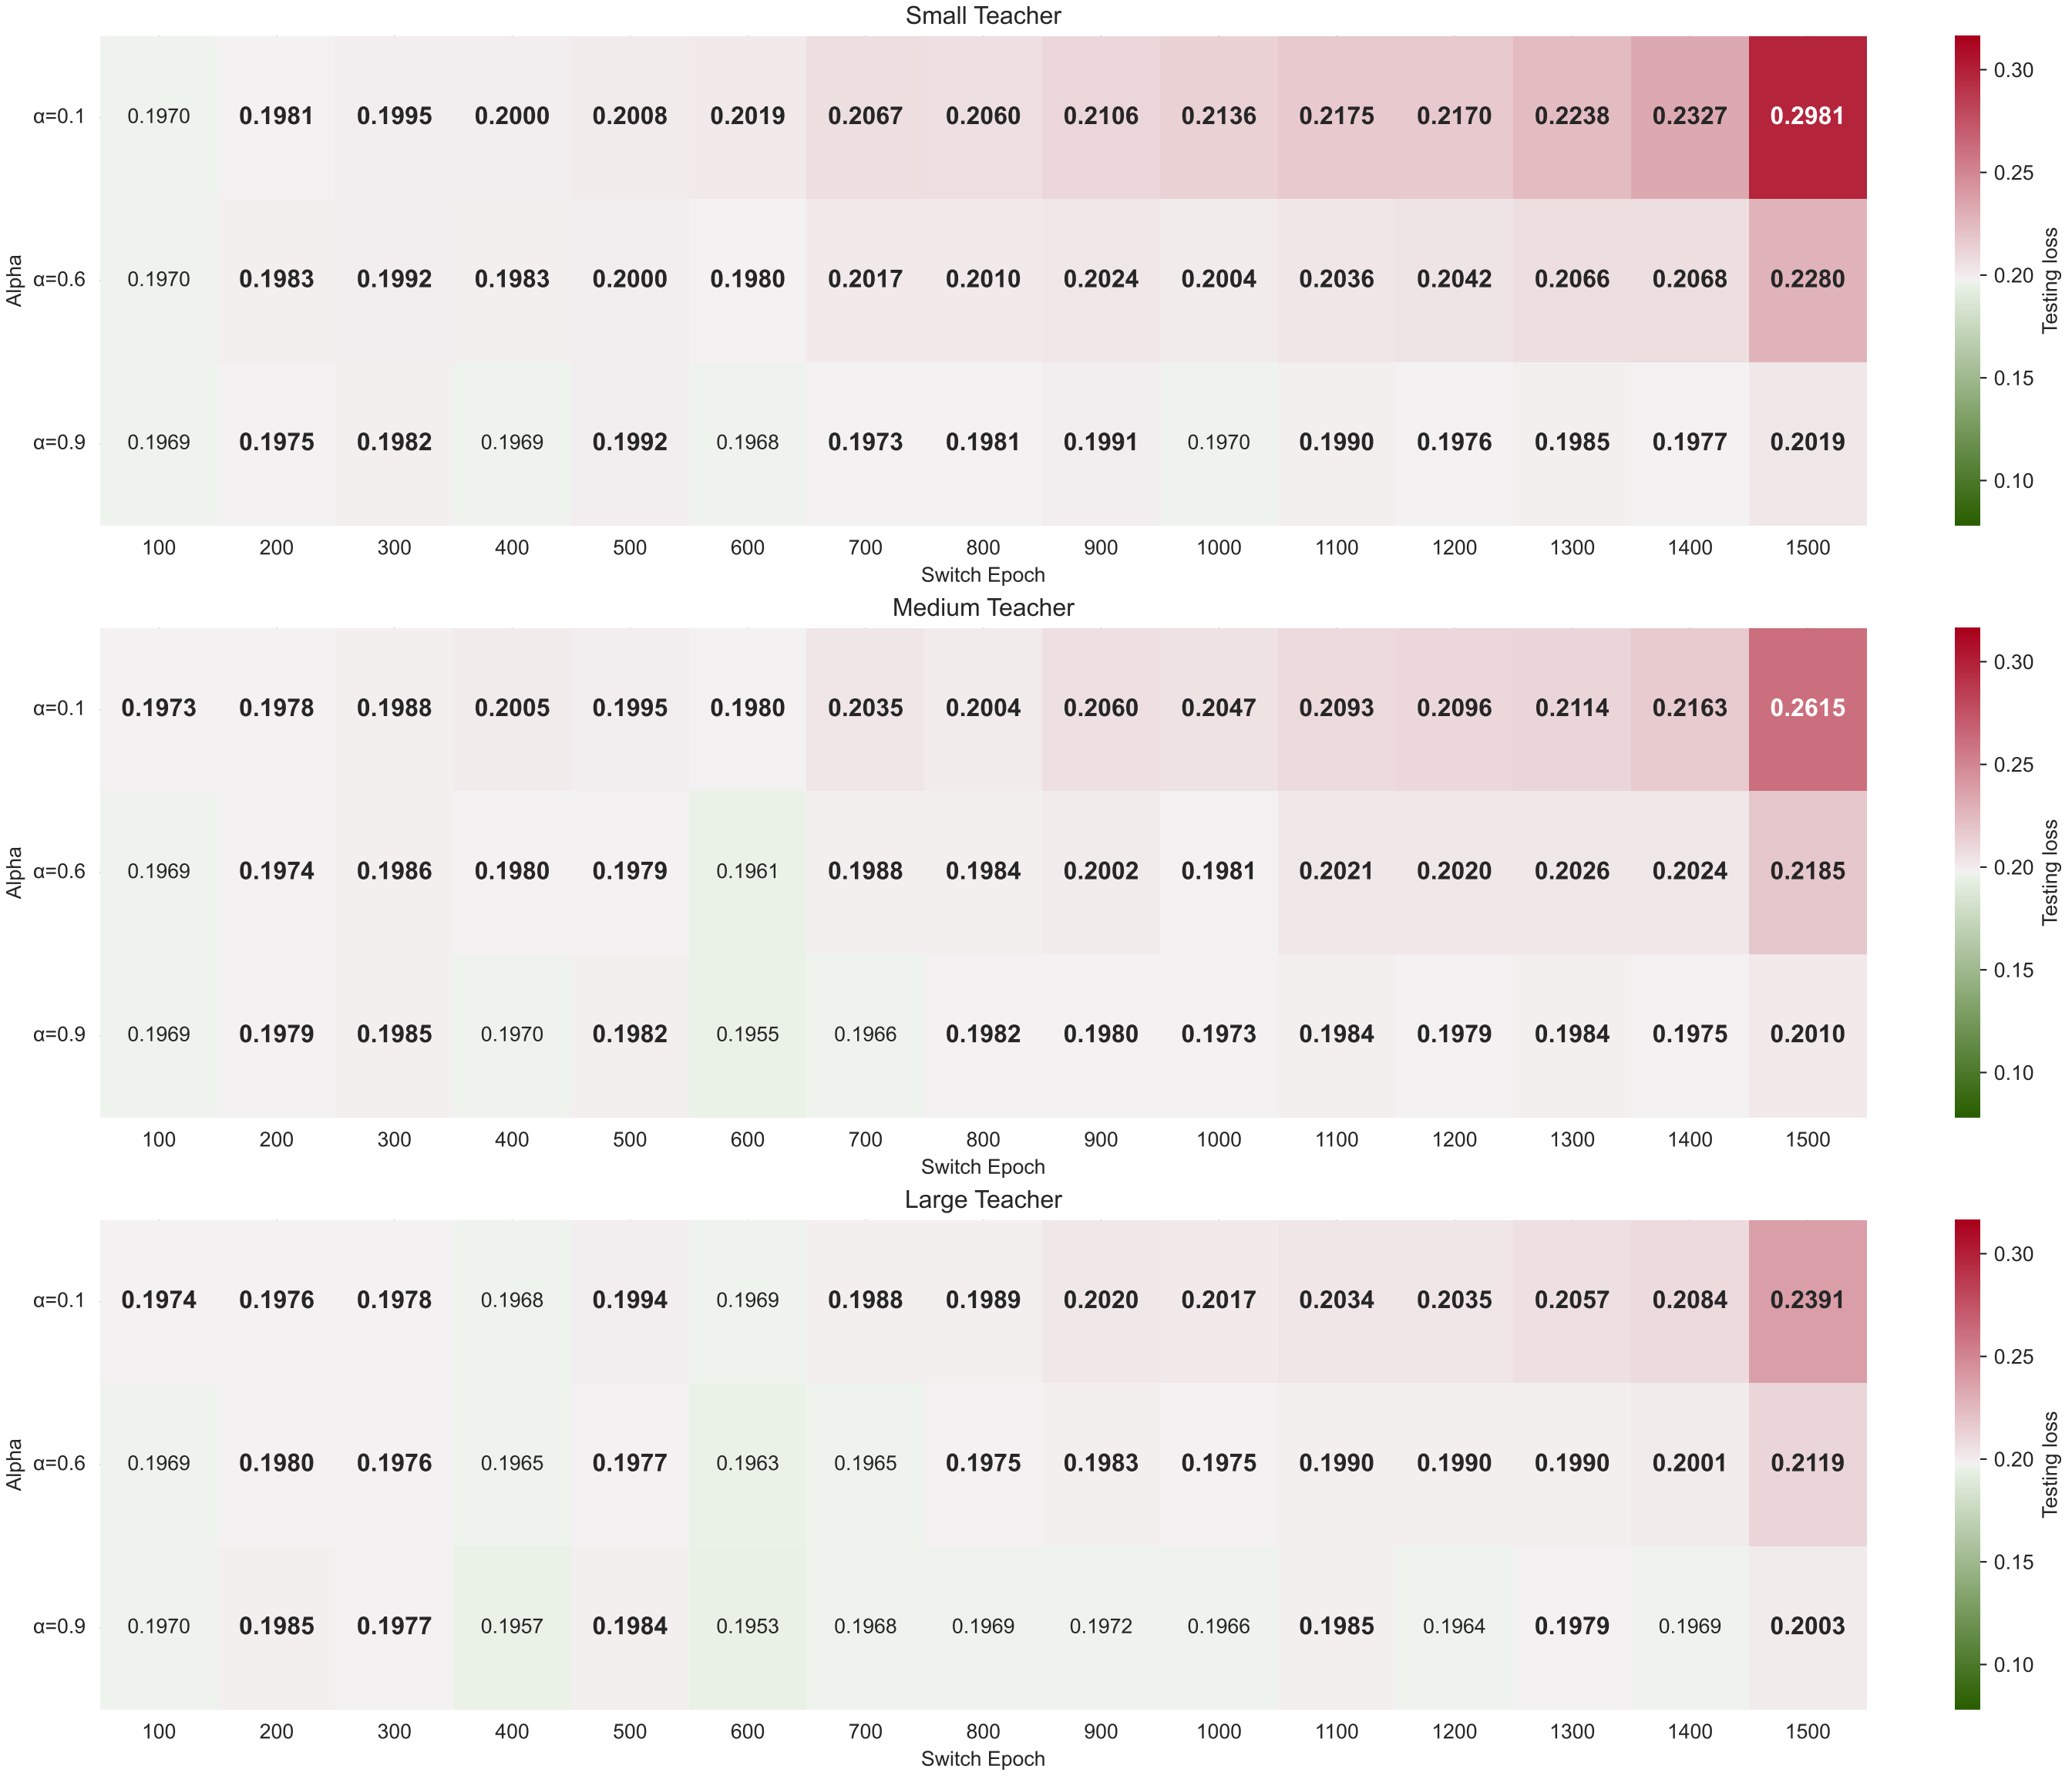 Small Teacher
α=0.1 0.1970 0.1981 0.1995 0.2000 0.2008 0.2019 0.2067 0.2060 0.2106 0.2136 0.2175 0.2170 0.2238 0.2327 0.2981
α=0.6 0.1970 0.1983 0.1992 0.1983 0.2000 0.1980 0.2017 0.2010 0.2024 0.2004 0.2036 0.2042 0.2066 0.2068 0.2280
α=0.9 0.1969 0.1975 0.1982 0.1969 0.1992 0.1968 0.1973 0.1981 0.1991 0.1970 0.1990 0.1976 0.1985 0.1977 0.2019
Alpha
100 200 300 400 500 600 700 800 900 1000 1100 1200 1300 1400 1500
Switch Epoch
0.30
0.25
0.20
0.15
0.10
Testing loss
Medium Teacher
α=0.1 0.1973 0.1978 0.1988 0.2005 0.1995 0.1980 0.2035 0.2004 0.2060 0.2047 0.2093 0.2096 0.2114 0.2163 0.2615
α=0.6 0.1969 0.1974 0.1986 0.1980 0.1979 0.1961 0.1988 0.1984 0.2002 0.1981 0.2021 0.2020 0.2026 0.2024 0.2185
α=0.9 0.1969 0.1979 0.1985 0.1970 0.1982 0.1955 0.1966 0.1982 0.1980 0.1973 0.1984 0.1979 0.1984 0.1975 0.2010
Alpha
100 200 300 400 500 600 700 800 900 1000 1100 1200 1300 1400 1500
Switch Epoch
0.30
0.25
0.20
0.15
0.10
Testing loss
Large Teacher
α=0.1 0.1974 0.1976 0.1978 0.1968 0.1994 0.1969 0.1988 0.1989 0.2020 0.2017 0.2034 0.2035 0.2057 0.2084 0.2391
α=0.6 0.1969 0.1980 0.1976 0.1965 0.1977 0.1963 0.1965 0.1975 0.1983 0.1975 0.1990 0.1990 0.1990 0.2001 0.2119
α=0.9 0.1970 0.1985 0.1977 0.1957 0.1984 0.1953 0.1968 0.1969 0.1972 0.1966 0.1985 0.1964 0.1979 0.1969 0.2003
Alpha
100 200 300 400 500 600 700 800 900 1000 1100 1200 1300 1400 1500
Switch Epoch
0.30
0.25
0.20
0.15
0.10
Testing loss